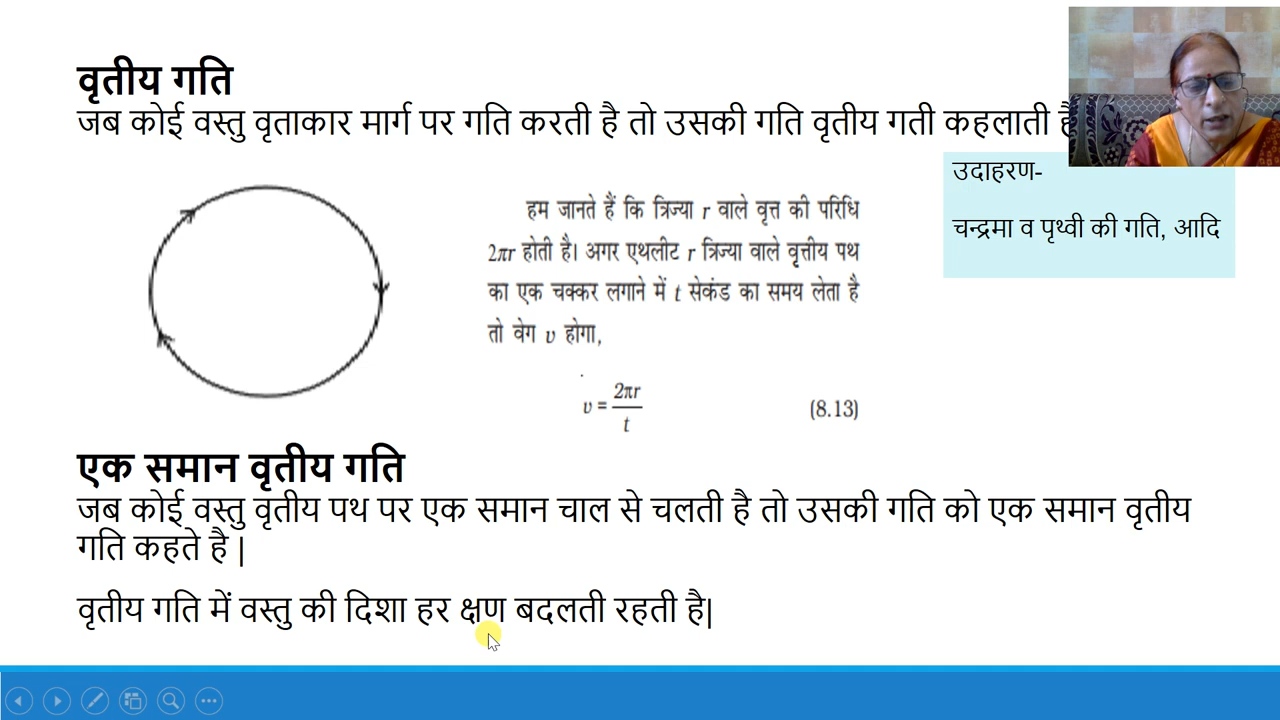 वृतीय गति
जब कोई वस्तु वृताकार मार्ग पर गति करती है तो उसकी गति वृतीय गती कहलाती है
उदाहरण-
चन्द्रमा व पृथ्वी की गति, आदि
हम जानते हैं कि त्रिज्या r वाले वृत्त की परिधि
2πr होती है। अगर एथलीट r त्रिज्या वाले वृत्तीय पथ
का एक चक्कर लगाने में t सेकंड का समय लेता है
तो वेग υ होगा,
υ = 2πr/t (8.13)
एक समान वृतीय गति
जब कोई वस्तु वृतीय पथ पर एक समान चाल से चलती है तो उसकी गति को एक समान वृतीय
गति कहते है |
वृतीय गति में वस्तु की दिशा हर क्षण बदलती रहती है|